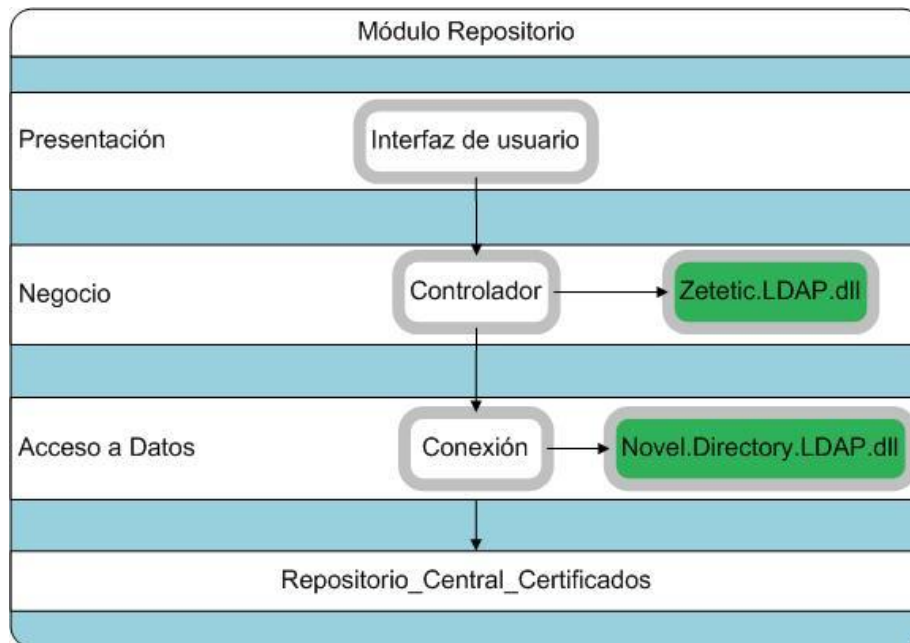 Módulo Repositorio
Presentación
Interfaz de usuario
Negocio
Controlador
Zetetic.LDAP.dll
Acceso a Datos
Conexión
Novel.Directory.LDAP.dll
Repositorio_Central_Certificados